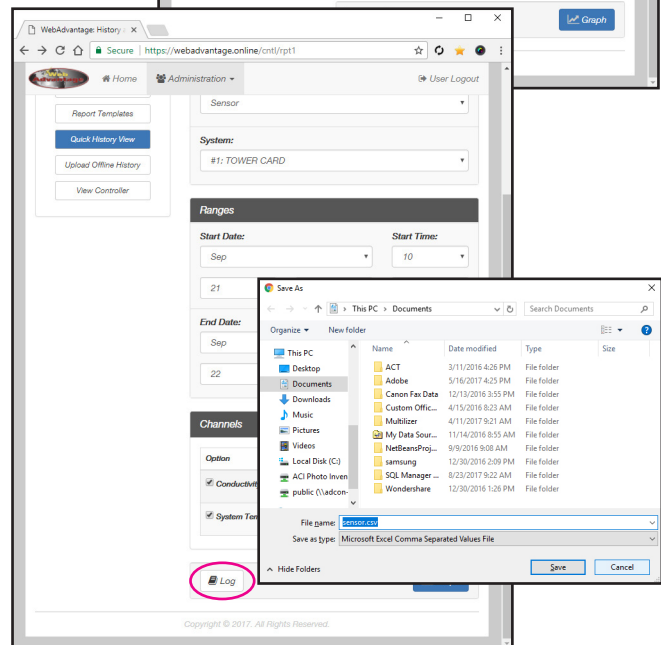 Graph
WebAdvantage: History
Secure https://webadvantage.online/cntl/rpt1
Home Administration User Logout
Report Templates
Quick History View
Upload Offline History
View Controller
Sensor
System:
#1: TOWER CARD
Ranges
Start Date: Start Time:
Sep 10
21
End Date:
Sep
22
Channels
Option
System
Log
Copyright © 2017. All Rights Reserved.
Save As
This PC > Documents Search Documents
Organize New folder
This PC
Desktop
Documents
Downloads
Music
Pictures
Videos
Local Disk (C:)
ACI Photo Inven
public (\\adcon-
Name Date modified Type Size
ACT 3/11/2016 4:26 PM File folder
Adobe 5/16/2017 4:25 PM File folder
Canon Fax Data 12/13/2016 3:55 PM File folder
Custom Offic... 4/15/2016 8:23 AM File folder
Multilizer 4/11/2017 9:21 AM File folder
My Data Sour... 11/14/2016 8:55 AM File folder
NetBeansProj... 9/9/2016 9:08 AM File folder
samsung 12/30/2016 2:09 PM File folder
SQL Manager ... 8/23/2017 9:22 AM File folder
Wondershare 12/30/2016 1:26 PM File folder
File name: sensor.csv
Save as type: Microsoft Excel Comma Separated Values File
Hide Folders Save Cancel